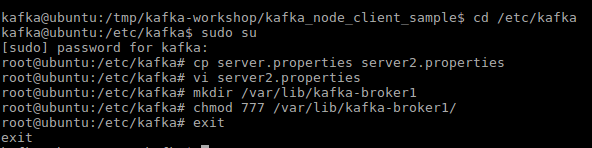 kafka@ubuntu:/tmp/kafka-workshop/kafka_node_client_sample$ cd /etc/kafka
kafka@ubuntu:/etc/kafka$ sudo su
[sudo] password for kafka:
root@ubuntu:/etc/kafka# cp server.properties server2.properties
root@ubuntu:/etc/kafka# vi server2.properties
root@ubuntu:/etc/kafka# mkdir /var/lib/kafka-broker1
root@ubuntu:/etc/kafka# chmod 777 /var/lib/kafka-broker1/
root@ubuntu:/etc/kafka# exit
exit